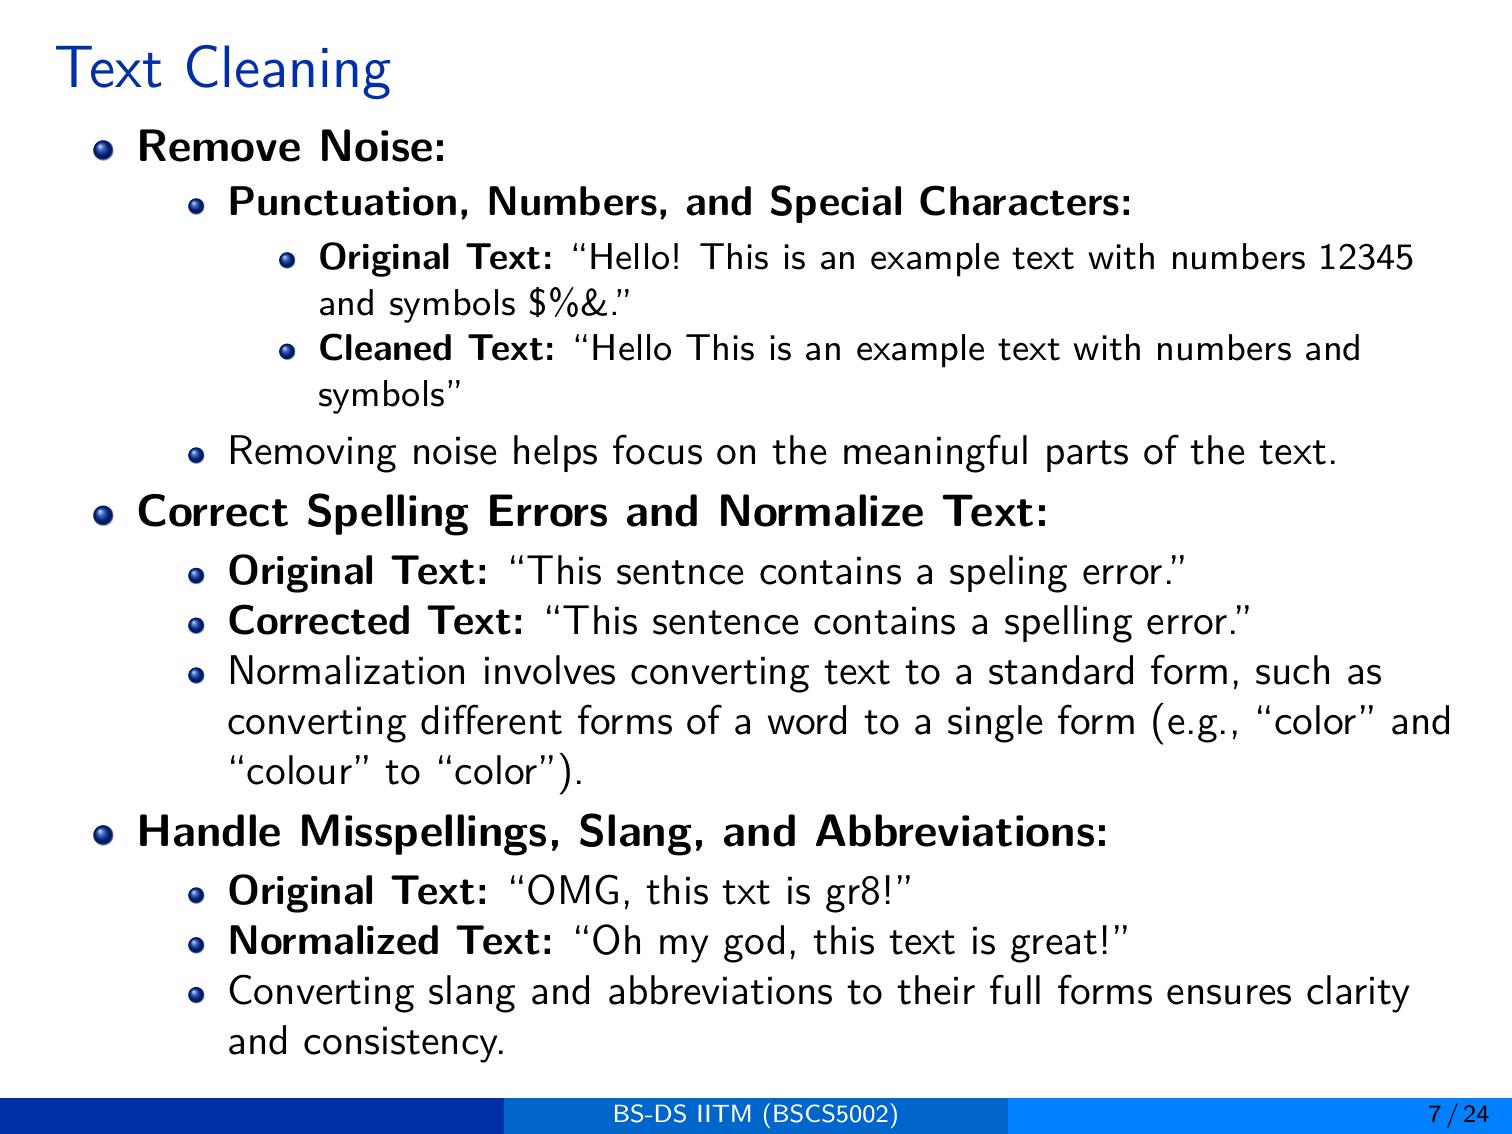 Text Cleaning
Remove Noise:
Punctuation, Numbers, and Special Characters:
Original Text: “Hello! This is an example text with numbers 12345
and symbols $%&.”
Cleaned Text: “Hello This is an example text with numbers and
symbols”
Removing noise helps focus on the meaningful parts of the text.
Correct Spelling Errors and Normalize Text:
Original Text: “This sentnce contains a speling error.”
Corrected Text: “This sentence contains a spelling error.”
Normalization involves converting text to a standard form, such as
converting different forms of a word to a single form (e.g., “color” and
“colour” to “color”).
Handle Misspellings, Slang, and Abbreviations:
Original Text: “OMG, this txt is gr8!”
Normalized Text: “Oh my god, this text is great!”
Converting slang and abbreviations to their full forms ensures clarity
and consistency.
BS-DS IITM (BSCS5002)
7 / 24